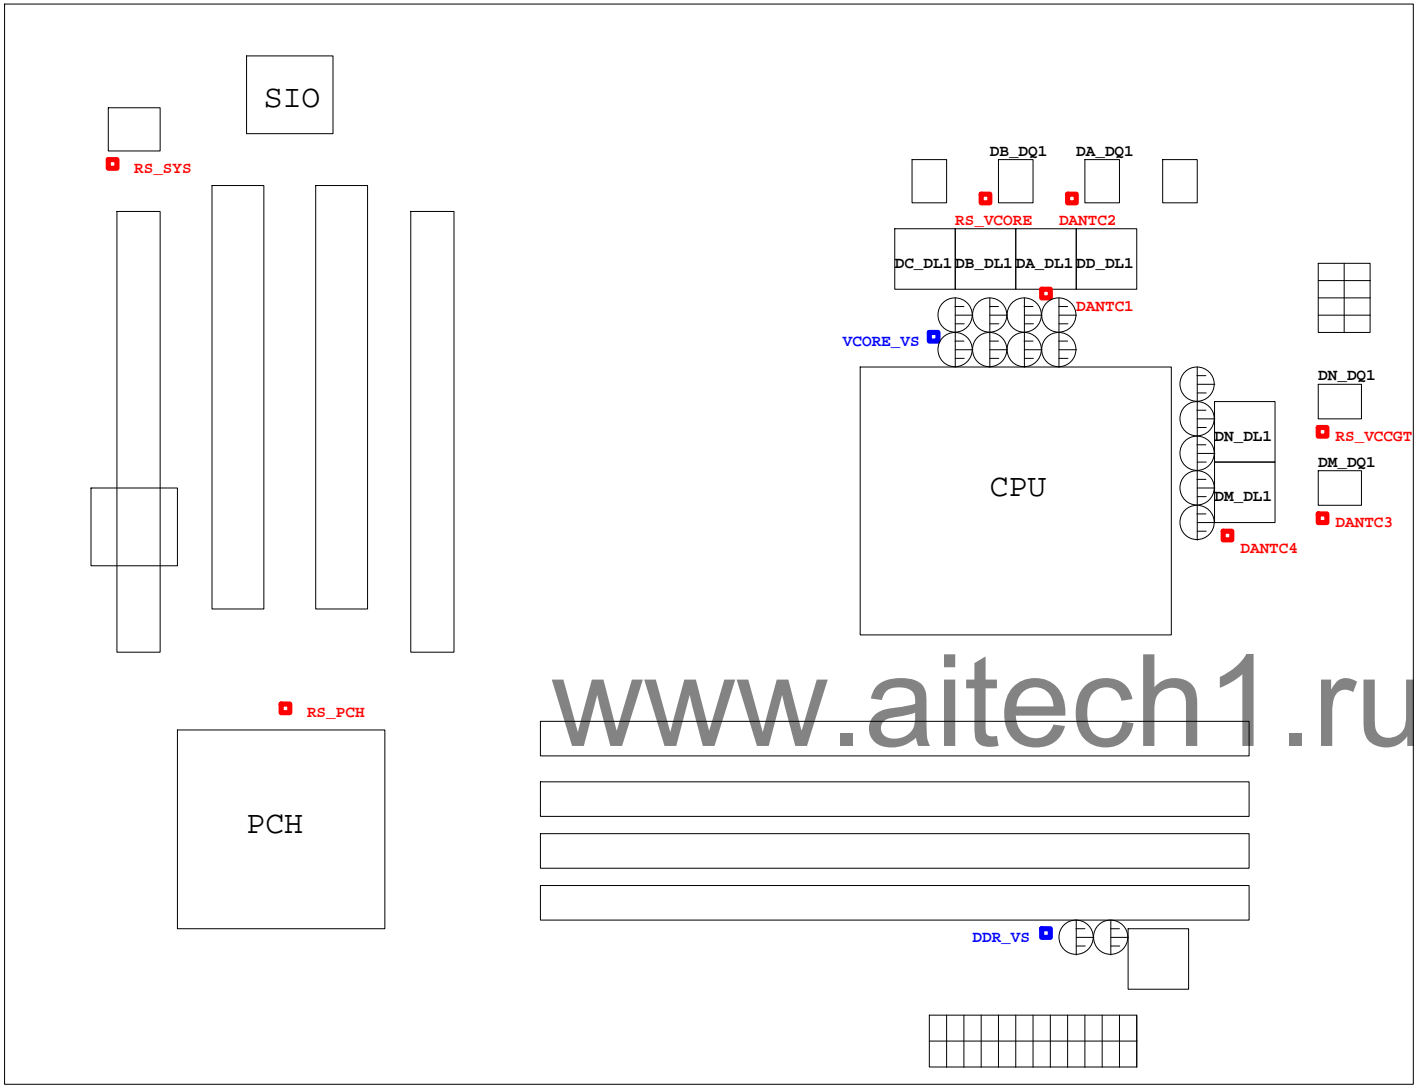 SIO
RS_SYS
DB_DQ1
DA_DQ1
RS_VCORE
DANTC2
DC_DL1
DB_DL1
DA_DL1
DD_DL1
DANTC1
VCORE_VS
DN_DQ1
RS_VCCGT
DN_DL1
DM_DQ1
CPU
DM_DL1
DANTC3
DANTC4
www.aitech1.ru
RS_PCH
PCH
DDR_VS